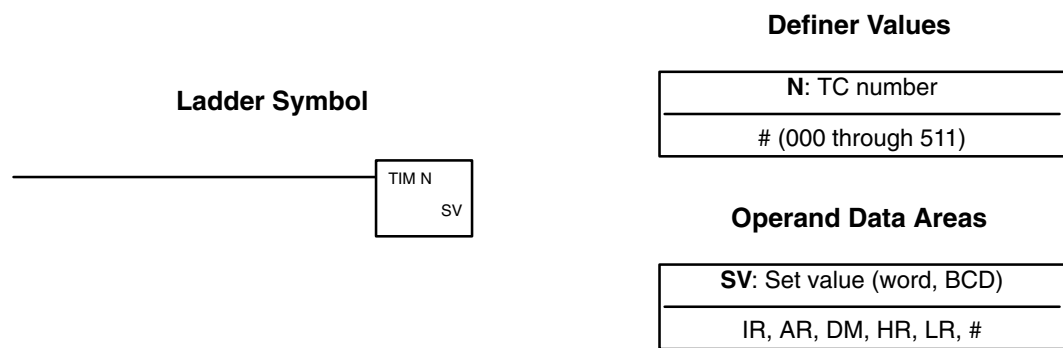 Ladder Symbol
TIM N
SV
Definer Values
N: TC number
# (000 through 511)
Operand Data Areas
SV: Set value (word, BCD)
IR, AR, DM, HR, LR, #